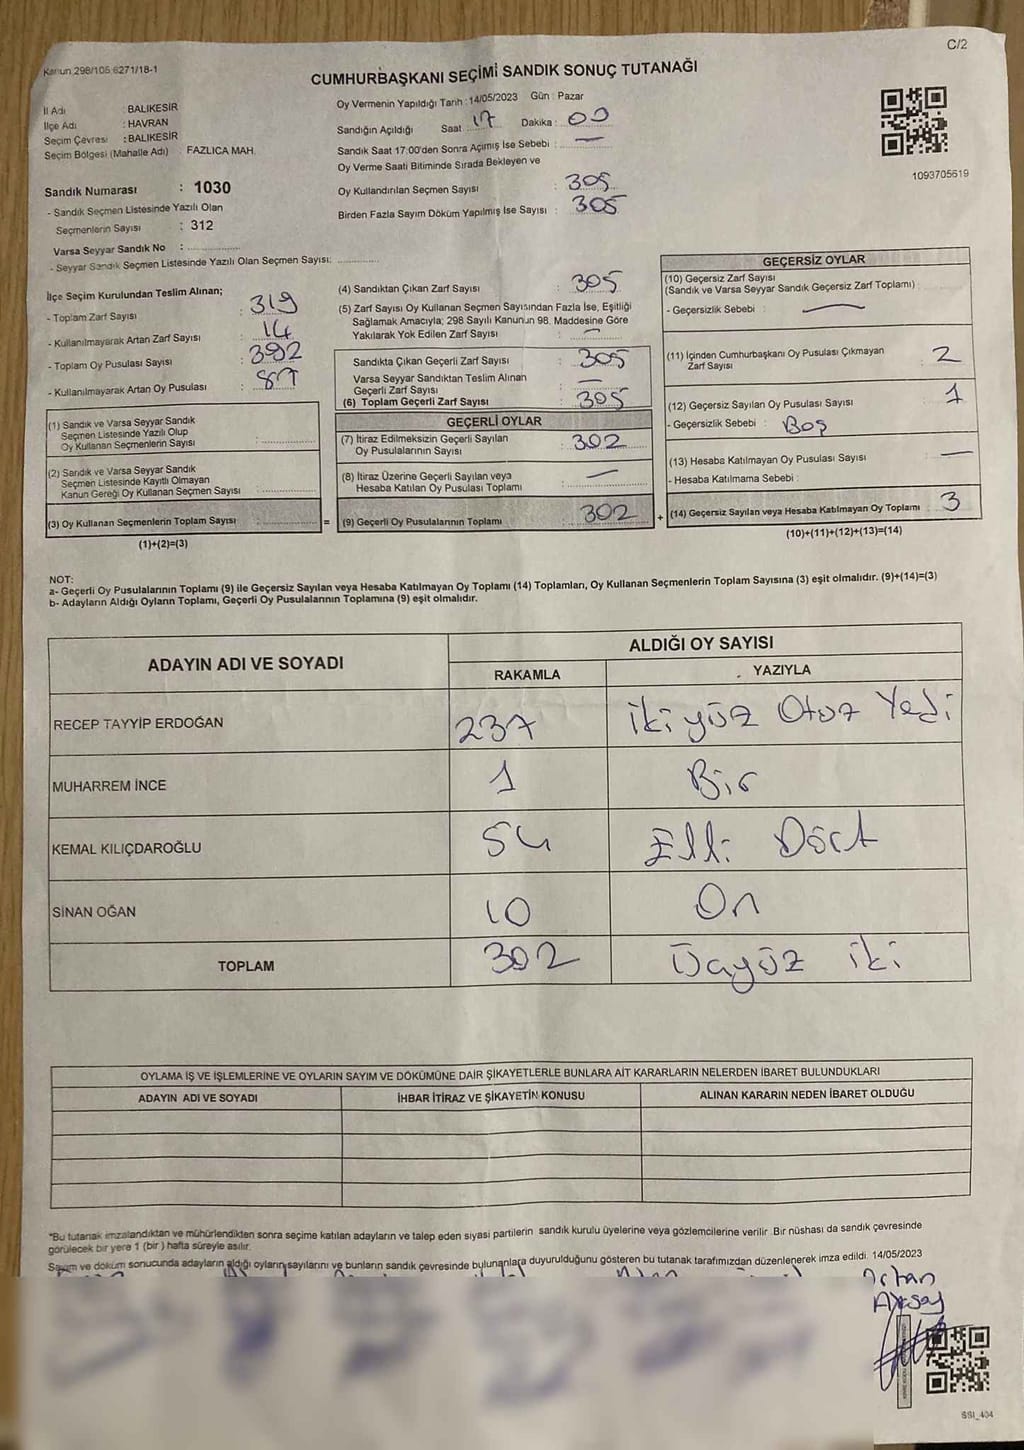 Kanun 298/105 6271/18-1
C/2
CUMHURBAŞKANI SEÇİMİ SANDIK SONUÇ TUTANAĞI
İl Adı : BALIKESİR
İlçe Adı : HAVRAN
Seçim Çevresi : BALIKESİR
Seçim Bölgesi (Mahalle Adı) : FAZLICA MAH.
Sandık Numarası : 1030
- Sandık Seçmen Listesinde Yazılı Olan
Seçmenlerin Sayısı : 312
Varsa Seyyar Sandık No :
- Seyyar Sandık Seçmen Listesinde Yazılı Olan Seçmen Sayısı:
Oy Vermenin Yapıldığı Tarih : 14/05/2023 Gün : Pazar
Sandığın Açıldığı Saat : 17 Dakika : 00
Sandık Saat 17:00'den Sonra Açılmış İse Sebebi : —
Oy Verme Saati Bitiminde Sırada Bekleyen ve
Oy Kullandırılan Seçmen Sayısı : 305
Birden Fazla Sayım Döküm Yapılmış İse Sayısı : 305
1093705619
İlçe Seçim Kurulundan Teslim Alınan;
- Toplam Zarf Sayısı : 319
- Kullanılmayarak Artan Zarf Sayısı : 14
- Toplam Oy Pusulası Sayısı : 392
- Kullanılmayarak Artan Oy Pusulası : 87
(1) Sandık ve Varsa Seyyar Sandık
Seçmen Listesinde Yazılı Olup
Oy Kullanan Seçmenlerin Sayısı :
(2) Sandık ve Varsa Seyyar Sandık
Seçmen Listesinde Kayıtlı Olmayan
Kanun Gereği Oy Kullanan Seçmen Sayısı :
(3) Oy Kullanan Seçmenlerin Toplam Sayısı :
(1)+(2)=(3)
(4) Sandıktan Çıkan Zarf Sayısı : 305
(5) Zarf Sayısı Oy Kullanan Seçmen Sayısından Fazla İse, Eşitliği
Sağlamak Amacıyla; 298 Sayılı Kanunun 98. Maddesine Göre
Yakılarak Yok Edilen Zarf Sayısı : —
Sandıkta Çıkan Geçerli Zarf Sayısı : 305
Varsa Seyyar Sandıktan Teslim Alınan
Geçerli Zarf Sayısı : —
(6) Toplam Geçerli Zarf Sayısı : 305
GEÇERLİ OYLAR
(7) İtiraz Edilmeksizin Geçerli Sayılan
Oy Pusulalarının Sayısı : 302
(8) İtiraz Üzerine Geçerli Sayılan veya
Hesaba Katılan Oy Pusulası Toplamı : —
= (9) Geçerli Oy Pusulalarının Toplamı : 302 +
GEÇERSİZ OYLAR
(10) Geçersiz Zarf Sayısı
(Sandık ve Varsa Seyyar Sandık Geçersiz Zarf Toplamı) :
- Geçersizlik Sebebi : —
(11) İçinden Cumhurbaşkanı Oy Pusulası Çıkmayan
Zarf Sayısı : 2
(12) Geçersiz Sayılan Oy Pusulası Sayısı : 1
- Geçersizlik Sebebi : Boş
(13) Hesaba Katılmayan Oy Pusulası Sayısı : —
- Hesaba Katılmama Sebebi :
(14) Geçersiz Sayılan veya Hesaba Katılmayan Oy Toplamı : 3
(10)+(11)+(12)+(13)=(14)
NOT:
a- Geçerli Oy Pusulalarının Toplamı (9) ile Geçersiz Sayılan veya Hesaba Katılmayan Oy Toplamı (14) Toplamları, Oy Kullanan Seçmenlerin Toplam Sayısına (3) eşit olmalıdır. (9)+(14)=(3)
b- Adayların Aldığı Oyların Toplamı, Geçerli Oy Pusulalarının Toplamına (9) eşit olmalıdır.
ADAYIN ADI VE SOYADI
ALDIĞI OY SAYISI
RAKAMLA YAZIYLA
RECEP TAYYİP ERDOĞAN 237 İkiyüz Otuz Yedi
MUHARREM İNCE 1 Bir
KEMAL KILIÇDAROĞLU 54 Elli Dört
SİNAN OĞAN 10 On
TOPLAM 302 Üçyüz iki
OYLAMA İŞ VE İŞLEMLERİNE VE OYLARIN SAYIM VE DÖKÜMÜNE DAİR ŞİKAYETLERLE BUNLARA AİT KARARLARIN NELERDEN İBARET BULUNDUKLARI
ADAYIN ADI VE SOYADI İHBAR İTİRAZ VE ŞİKAYETİN KONUSU ALINAN KARARIN NEDEN İBARET OLDUĞU
*Bu tutanak imzalandıktan ve mühürlendikten sonra seçime katılan adayların ve talep eden siyasi partilerin sandık kurulu üyelerine veya gözlemcilerine verilir. Bir nüshası da sandık çevresinde
görülecek bir yere 1 (bir) hafta süreyle asılır.
Sayım ve döküm sonucunda adayların aldığı oyların sayılarını ve bunların sandık çevresinde bulunanlara duyurulduğunu gösteren bu tutanak tarafımızdan düzenlenerek imza edildi. 14/05/2023
SSI_404